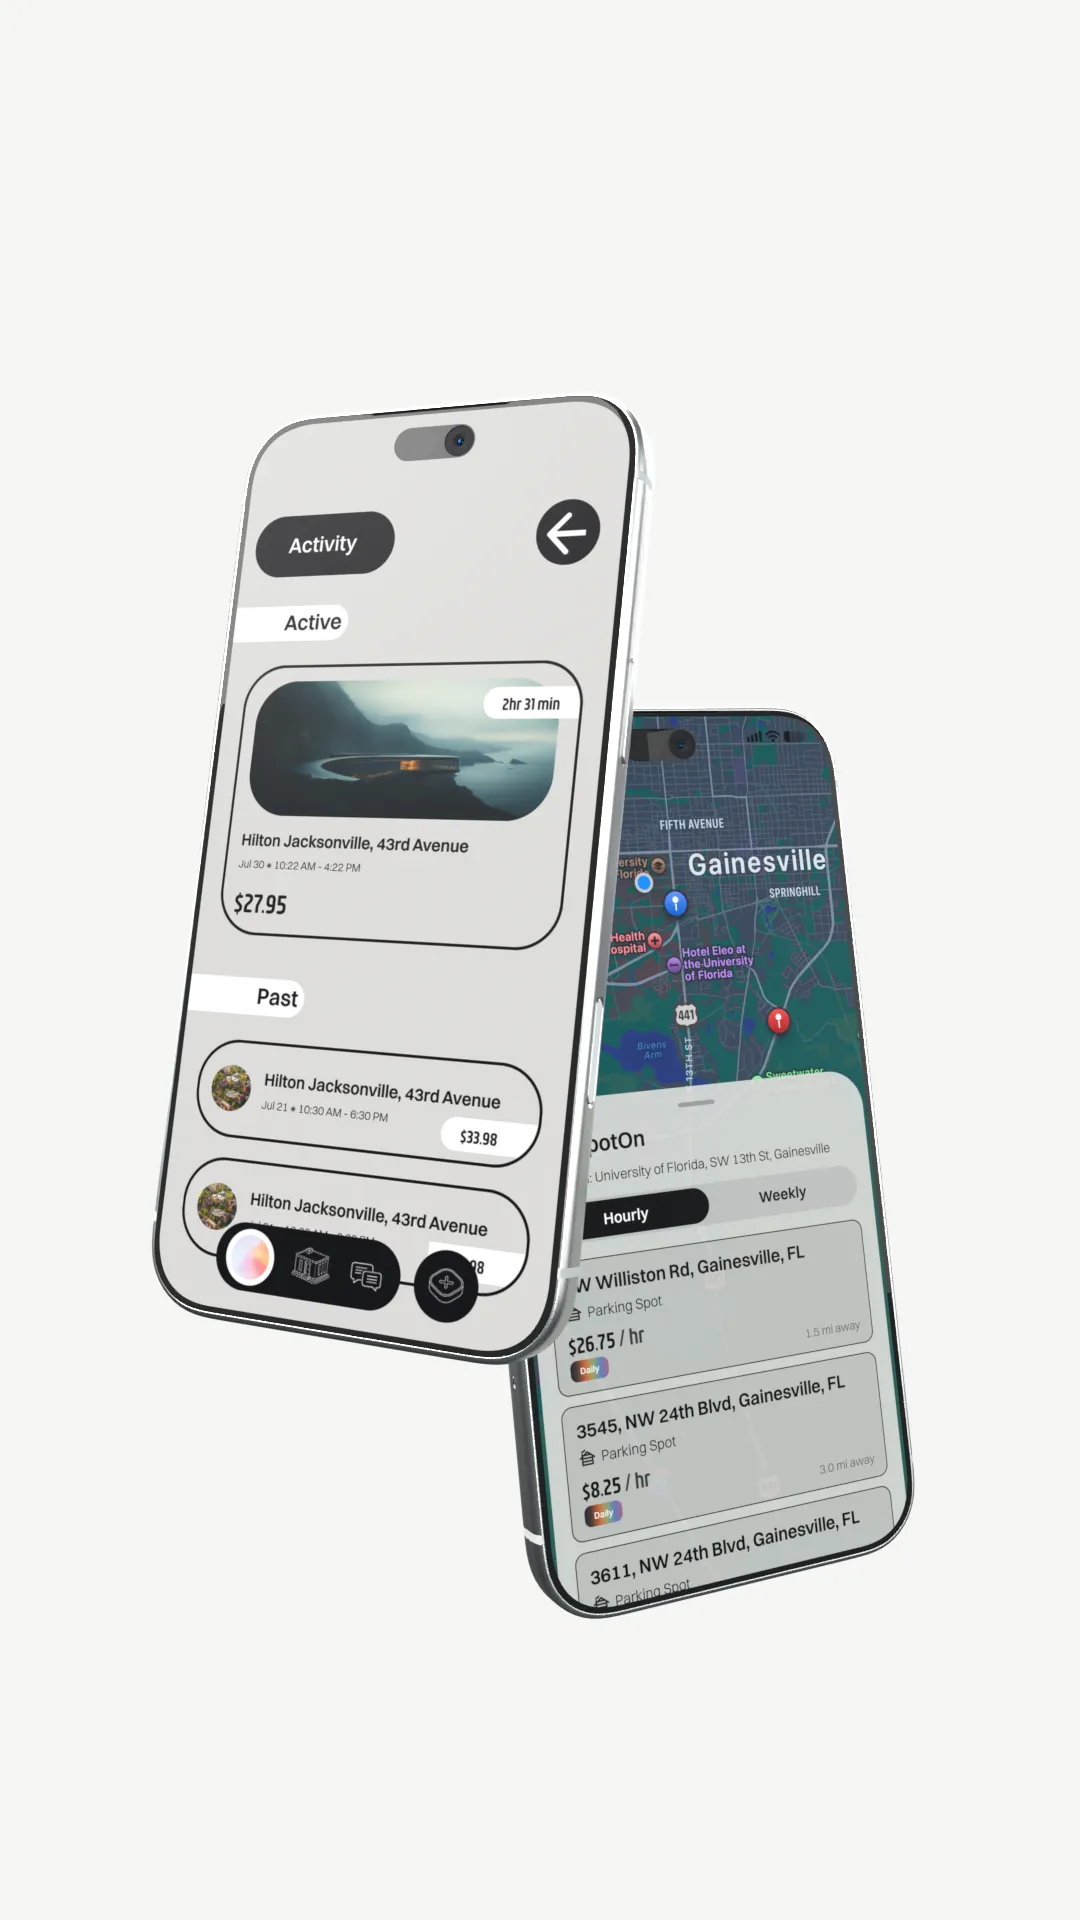 Activity
Active
2hr 31 min
Hilton Jacksonville, 43rd Avenue
Jul 30 • 10:22 AM - 4:22 PM
$27.95
Past
Hilton Jacksonville, 43rd Avenue
Jul 21 • 10:30 AM - 6:30 PM
$33.98
Hilton Jacksonville, 43rd Avenue
98
FIFTH AVENUE
Gainesville
ersity
Florida
SPRINGHILL
Health
ospital
Hotel Eleo at
the University
of Florida
441
Bivens
Arm
13TH ST
Sweetwater
potOn
: University of Florida, SW 13th St, Gainesville
Hourly
Weekly
W Williston Rd, Gainesville, FL
Parking Spot
$26.75 / hr
1.5 mi away
Daily
3545, NW 24th Blvd, Gainesville, FL
Parking Spot
$8.25 / hr
3.0 mi away
Daily
3611, NW 24th Blvd, Gainesville, FL
Parking Spot